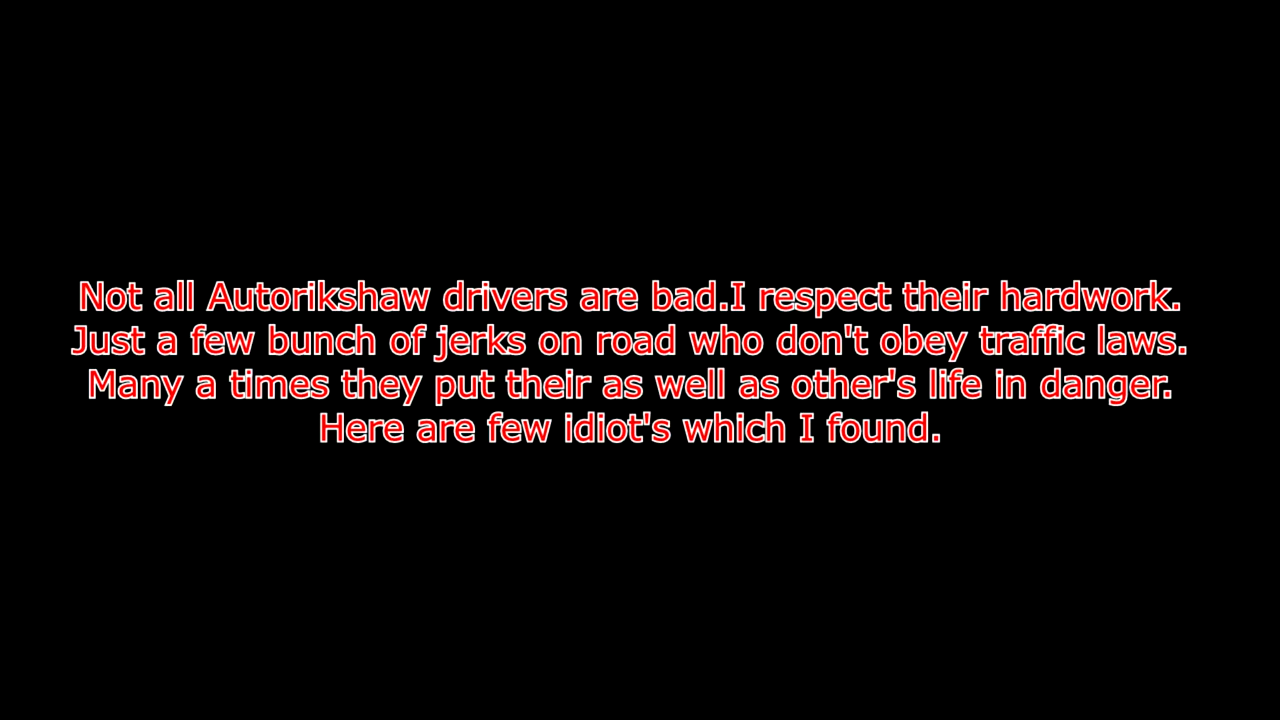 Not all Autorikshaw drivers are bad.I respect their hardwork.
Just a few bunch of jerks on road who don't obey traffic laws.
Many a times they put their as well as other's life in danger.
Here are few idiot's which I found.